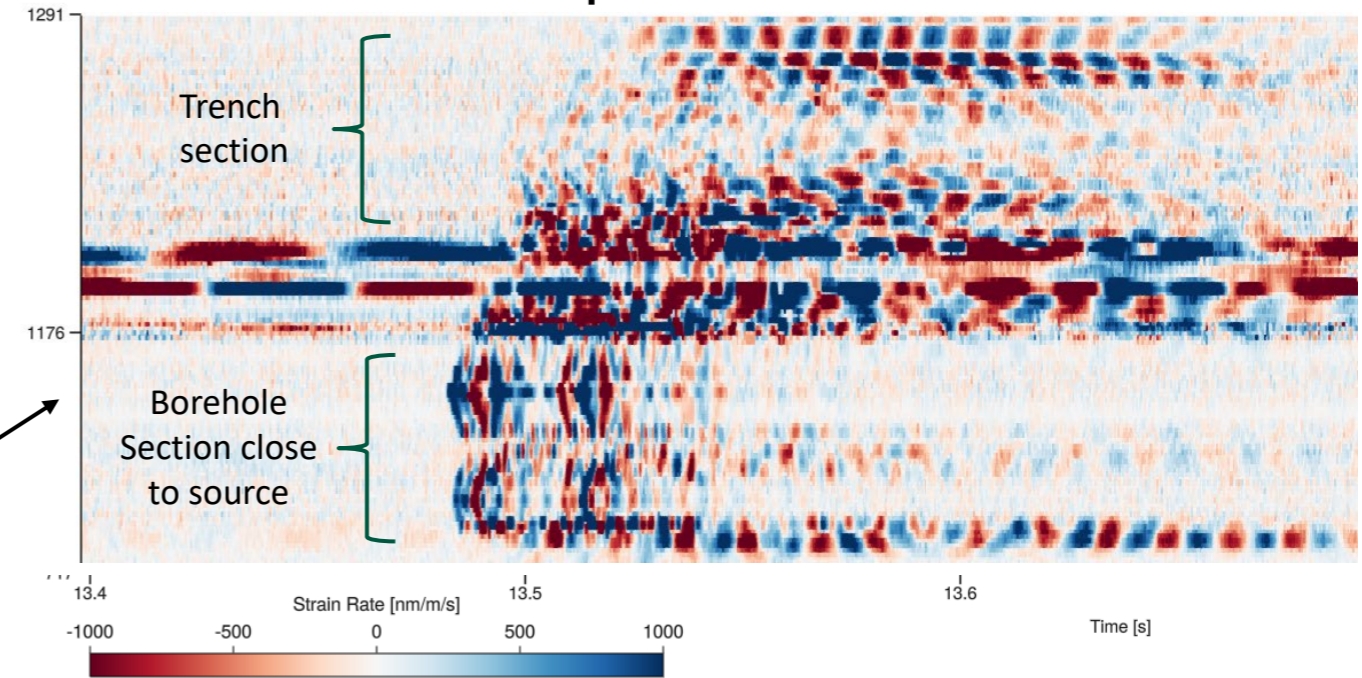 1291
Trench
section
1176
Borehole
Section close
to source
13.4
13.5
13.6
Strain Rate [nm/m/s]
Time [s]
-1000
-500
0
500
1000